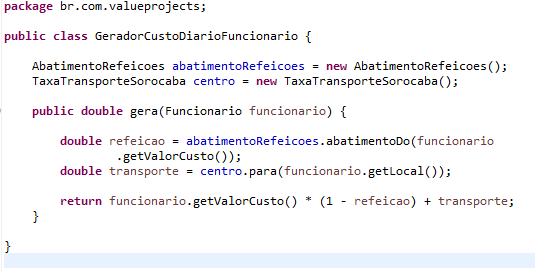 package br.com.valueprojects;
public class GeradorCustoDiarioFuncionario {
AbatimentoRefeicoes abatimentoRefeicoes = new AbatimentoRefeicoes();
TaxaTransporteSorocaba centro = new TaxaTransporteSorocaba();
public double gera(Funcionario funcionario) {
double refeicao = abatimentoRefeicoes.abatimentoDo(funcionario
.getValorCusto());
double transporte = centro.para(funcionario.getLocal());
return funcionario.getValorCusto() * (1 - refeicao) + transporte;
}
}